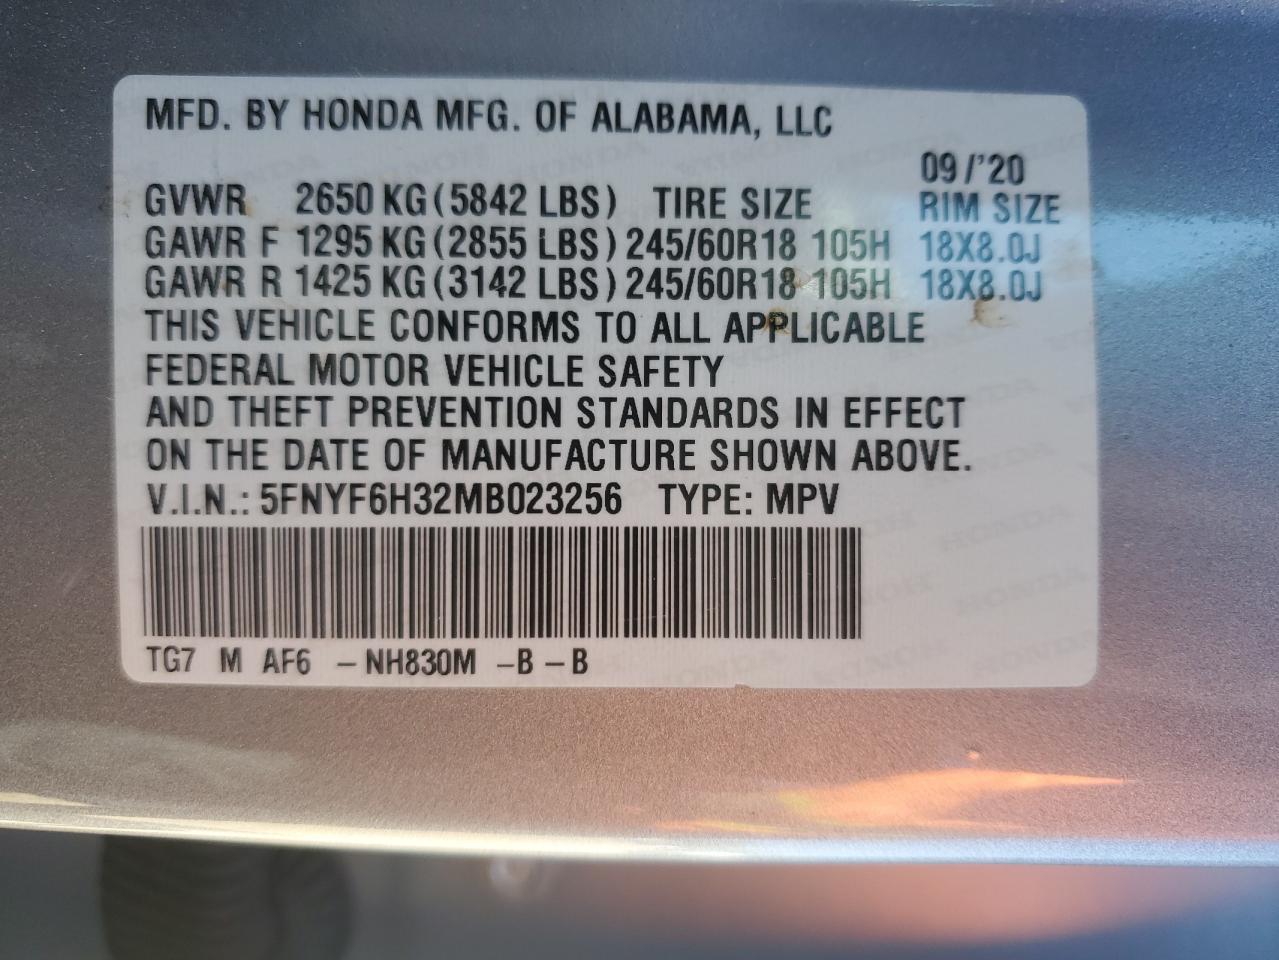 MFD. BY HONDA MFG. OF ALABAMA, LLC
09/'20
GVWR 2650 KG (5842 LBS) TIRE SIZE RIM SIZE
GAWR F 1295 KG (2855 LBS) 245/60R18 105H 18X8.0J
GAWR R 1425 KG (3142 LBS) 245/60R18 105H 18X8.0J
THIS VEHICLE CONFORMS TO ALL APPLICABLE
FEDERAL MOTOR VEHICLE SAFETY
AND THEFT PREVENTION STANDARDS IN EFFECT
ON THE DATE OF MANUFACTURE SHOWN ABOVE.
V.I.N.: 5FNYF6H32MB023256 TYPE: MPV
TG7 M AF6 -NH830M -B-B